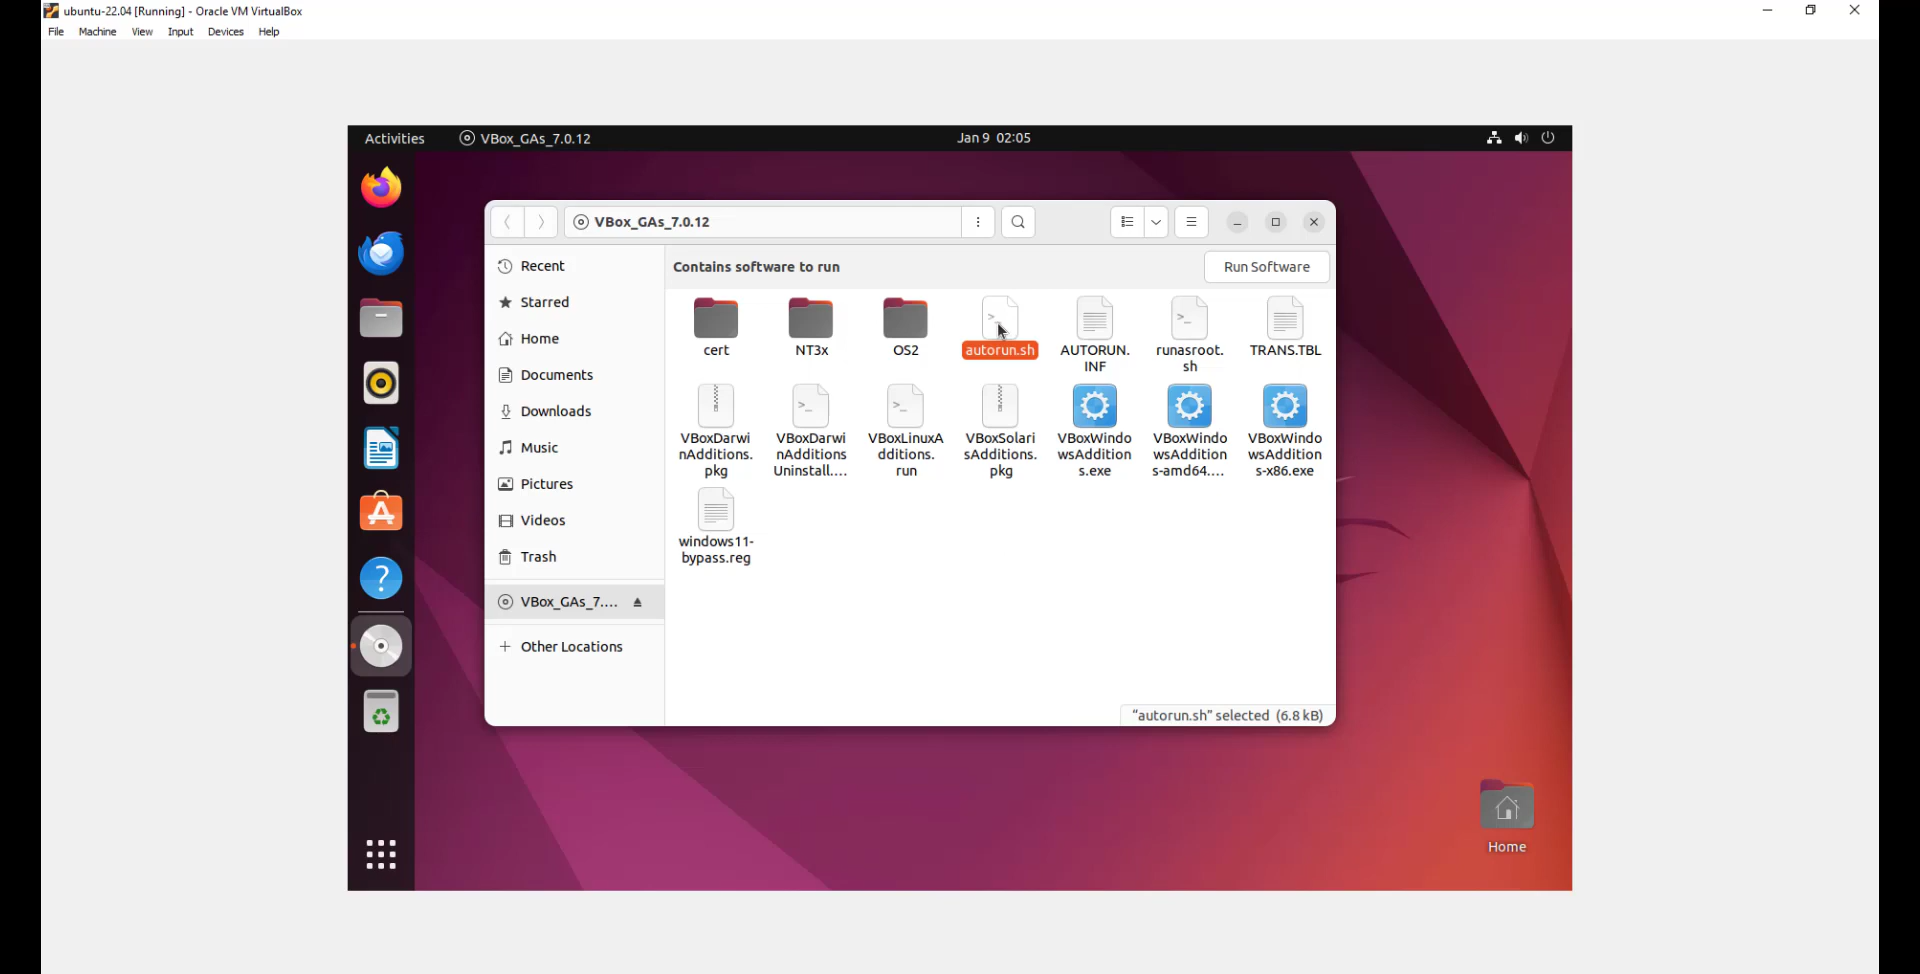 ubuntu-22.04 [Running] - Oracle VM VirtualBox
File Machine View Input Devices Help
Activities VBox_GAs_7.0.12 Jan 9 02:05
VBox_GAs_7.0.12
Recent
Starred
Home
Documents
Downloads
Music
Pictures
Videos
Trash
VBox_GAs_7....
Other Locations
Contains software to run Run Software
cert NT3x OS2 autorun.sh AUTORUN. runasroot. TRANS.TBL
INF sh
VBoxDarwi VBoxDarwi VBoxLinuxA VBoxSolari VBoxWindo VBoxWindo VBoxWindo
nAdditions. nAdditions dditions. sAdditions. wsAddition wsAddition wsAddition
pkg Uninstall.... run pkg s.exe s-amd64.... s-x86.exe
windows11-
bypass.reg
"autorun.sh" selected (6.8 kB)
Home